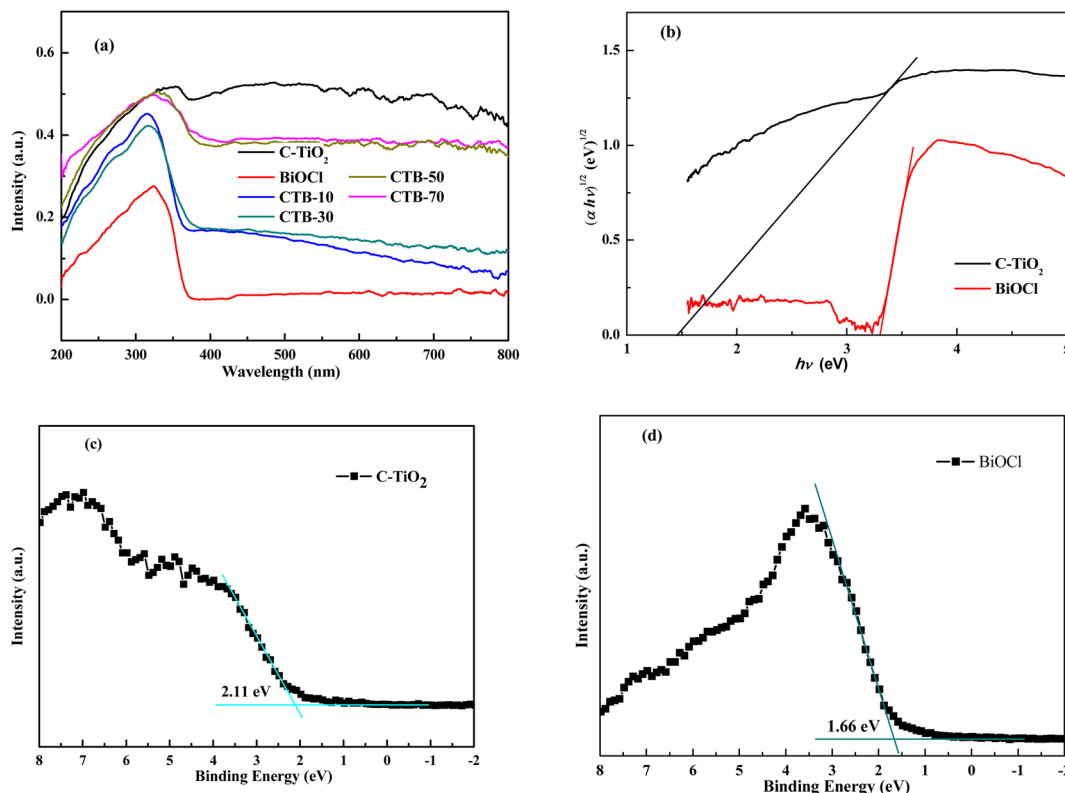 (a)
0.6
0.4
0.2
0.0
Intensity (a.u.)
C-TiO₂
BiOCl
CTB-10
CTB-30
CTB-50
CTB-70
200 300 400 500 600 700 800
Wavelength (nm)
(b)
1.5
1.0
0.5
0.0
(α hν)^1/2 (eV)^1/2
C-TiO₂
BiOCl
1 2 3 4 5
hν (eV)
(c)
C-TiO₂
Intensity (a.u.)
2.11 eV
8 7 6 5 4 3 2 1 0 -1 -2
Binding Energy (eV)
(d)
BiOCl
Intensity (a.u.)
1.66 eV
8 7 6 5 4 3 2 1 0 -1 -2
Binding Energy (eV)